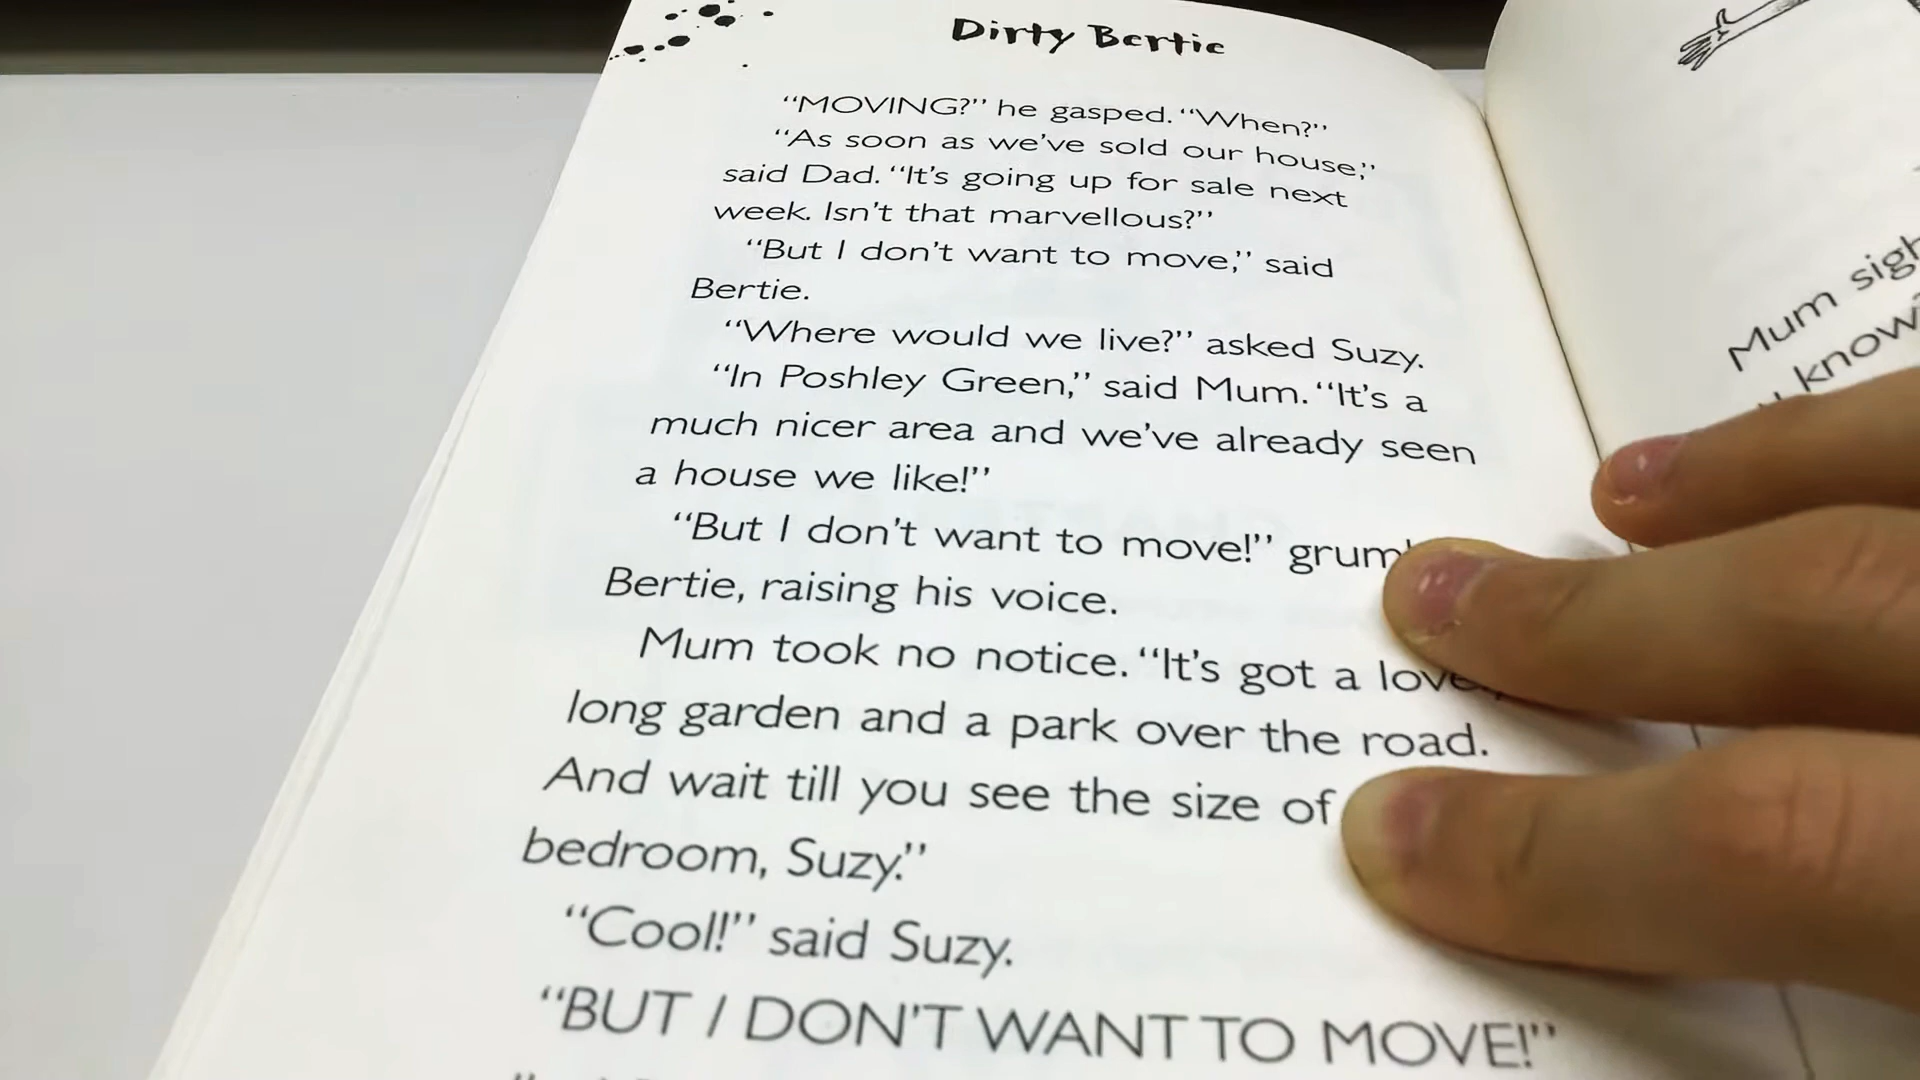 Dirty Bertie
“MOVING?” he gasped. “When?”
“As soon as we’ve sold our house,”
said Dad. “It’s going up for sale next
week. Isn’t that marvellous?”
“But I don’t want to move,” said
Bertie.
“Where would we live?” asked Suzy.
“In Poshley Green,” said Mum. “It’s a
much nicer area and we’ve already seen
a house we like!”
“But I don’t want to move!”
Bertie, raising his voice.
Mum took no notice. “It’s got a
long garden and a park over the road.
And wait till you see the size of
bedroom, Suzy.”
“Cool!” said Suzy.
“BUT I DON’T WANT TO MOVE!”
Mum
know